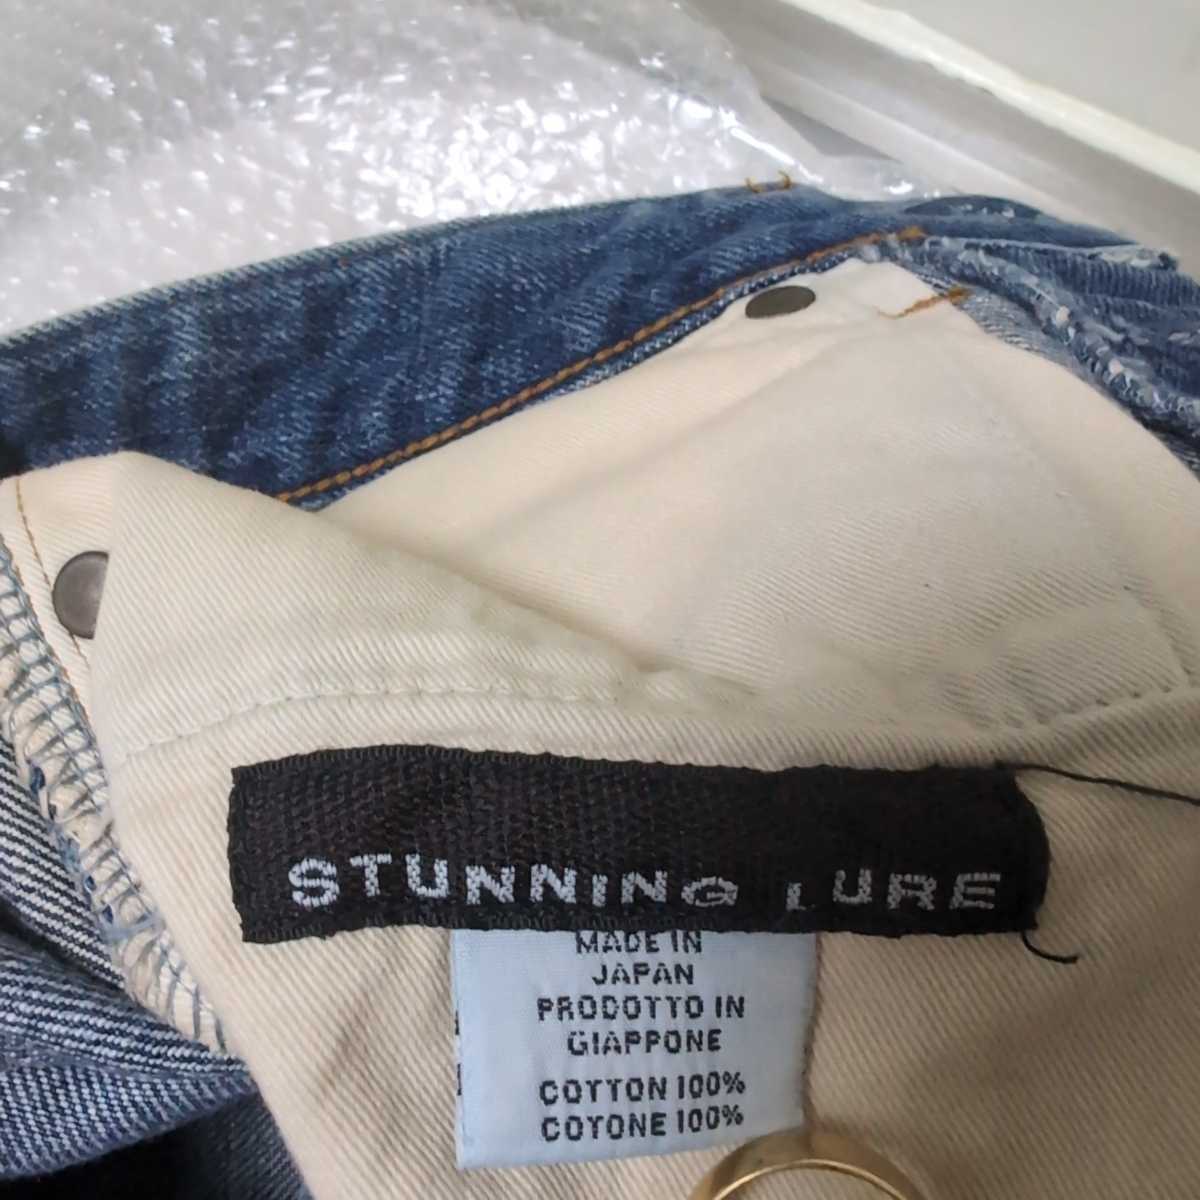 STUNNING LURE
MADE IN
JAPAN
PRODOTTO IN
GIAPPONE
COTTON 100%
COTONE 100%